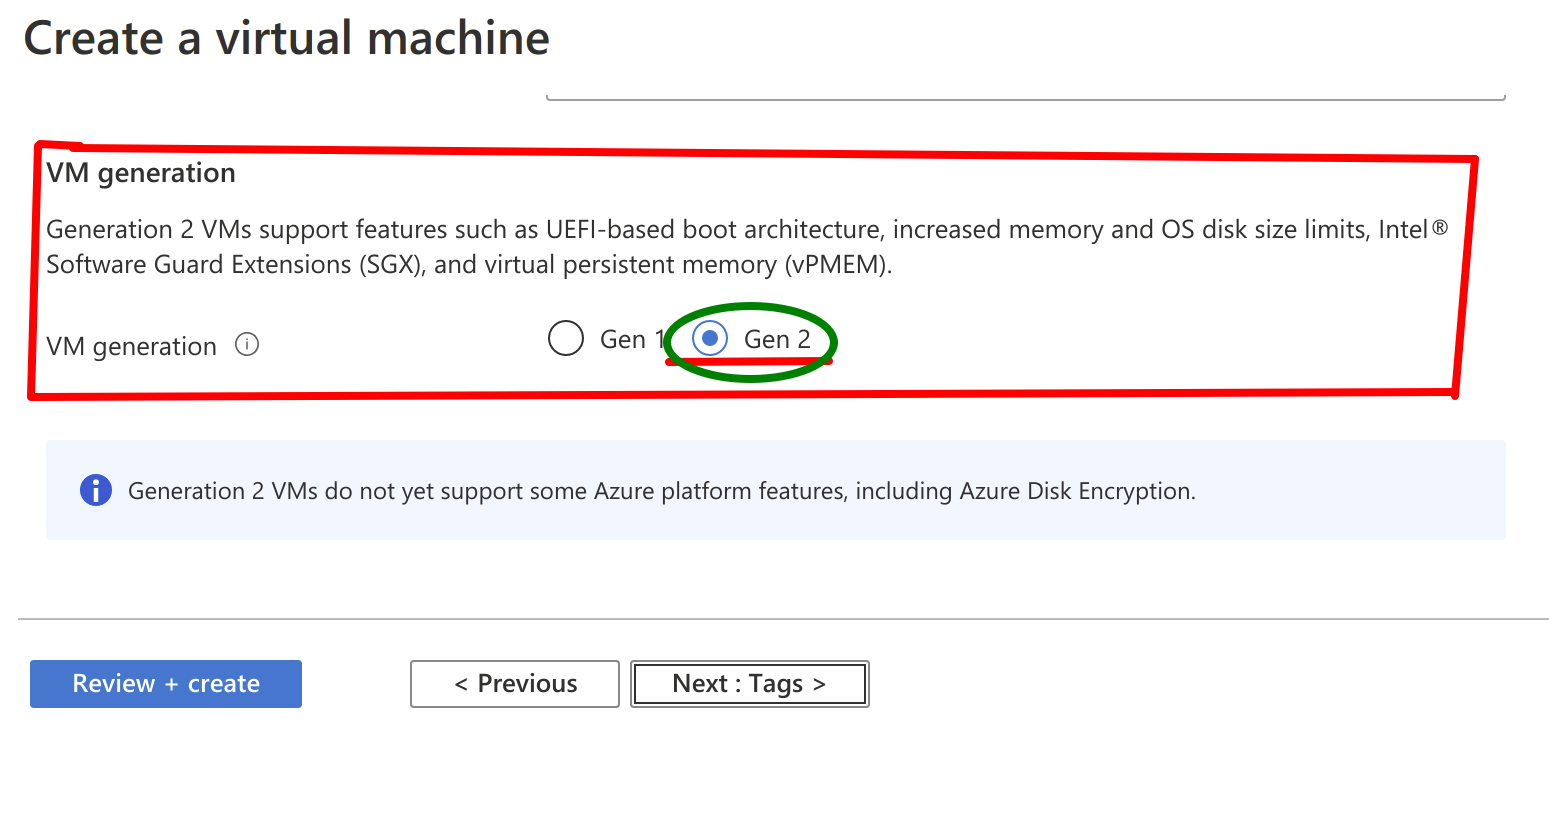 Create a virtual machine
VM generation
Generation 2 VMs support features such as UEFI-based boot architecture, increased memory and OS disk size limits, Intel®
Software Guard Extensions (SGX), and virtual persistent memory (vPMEM).
VM generation
Gen 1
Gen 2
Generation 2 VMs do not yet support some Azure platform features, including Azure Disk Encryption.
Review + create
< Previous
Next : Tags >